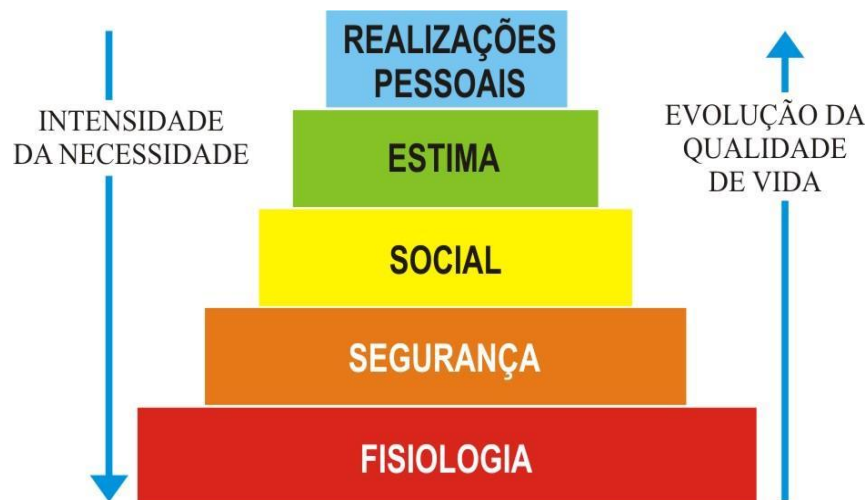 REALIZAÇÕES
PESSOAIS
INTENSIDADE
DA NECESSIDADE
EVOLUÇÃO DA
QUALIDADE
DE VIDA
ESTIMA
SOCIAL
SEGURANÇA
FISIOLOGIA